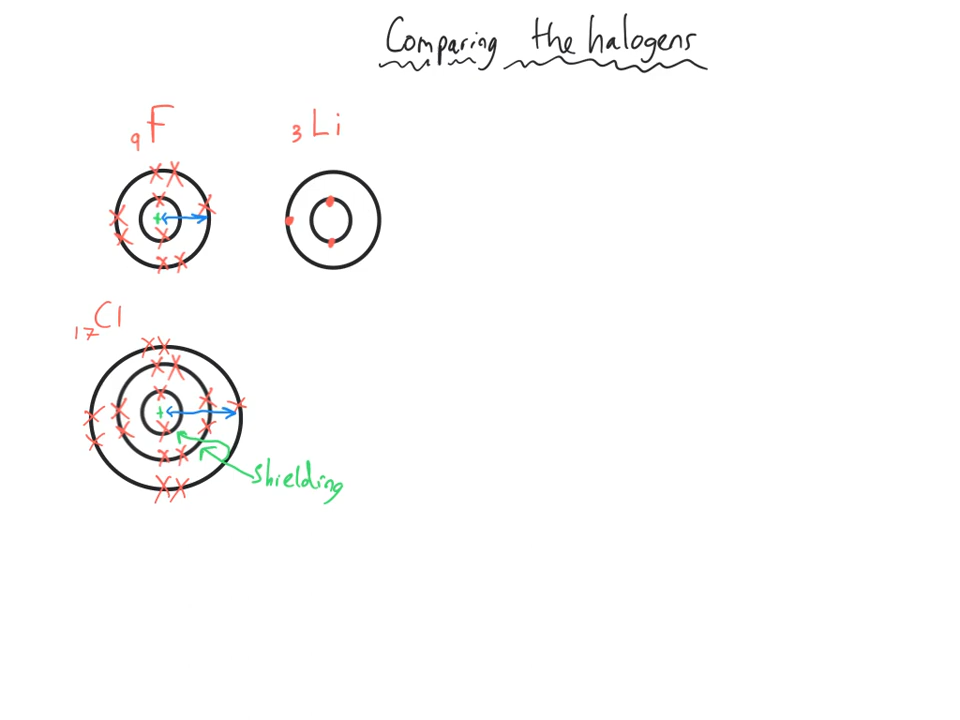 Comparing the halogens
9F
3Li
17Cl
+
+
shielding